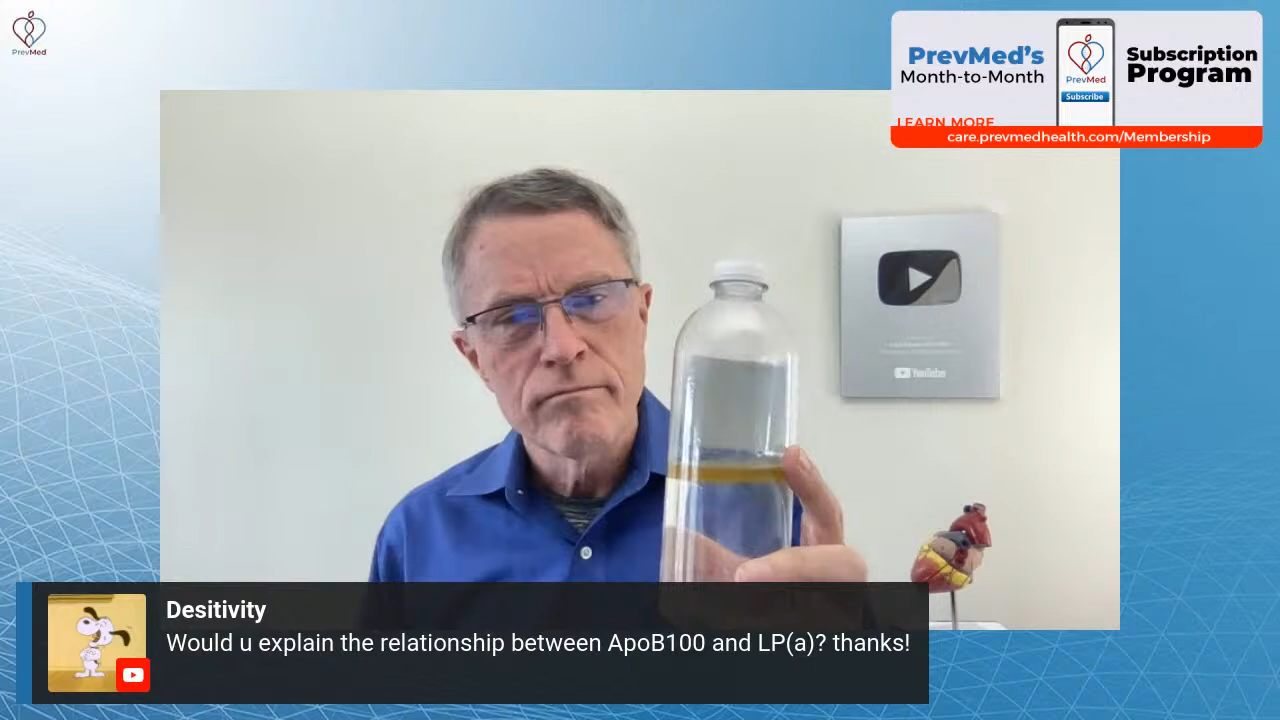 PrevMed
PrevMed's
Month-to-Month
PrevMed
Subscribe
Subscription
Program
LEARN MORE
care.prevmedhealth.com/Membership
YouTube
Desitivity
Would u explain the relationship between ApoB100 and LP(a)? thanks!